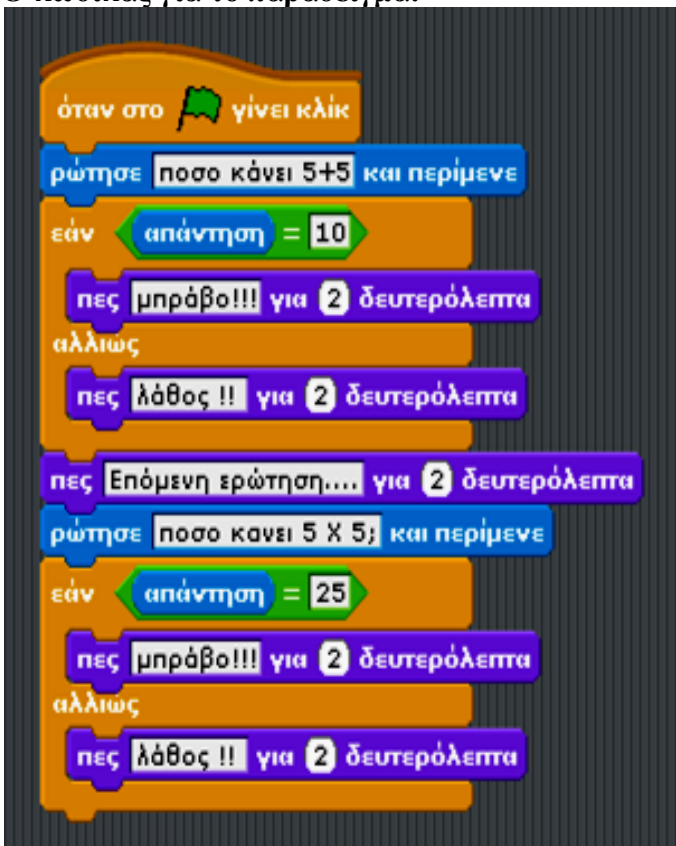 όταν στο γίνει κλίκ
ρώτησε ποσο κάνει 5+5 και περίμενε
εάν απάντηση = 10
πες μπράβο!!! για 2 δευτερόλεπτα
αλλιώς
πες λάθος !! για 2 δευτερόλεπτα
πες Επόμενη ερώτηση.... για 2 δευτερόλεπτα
ρώτησε ποσο κανει 5 Χ 5; και περίμενε
εάν απάντηση = 25
πες μπράβο!!! για 2 δευτερόλεπτα
αλλιώς
πες λάθος !! για 2 δευτερόλεπτα